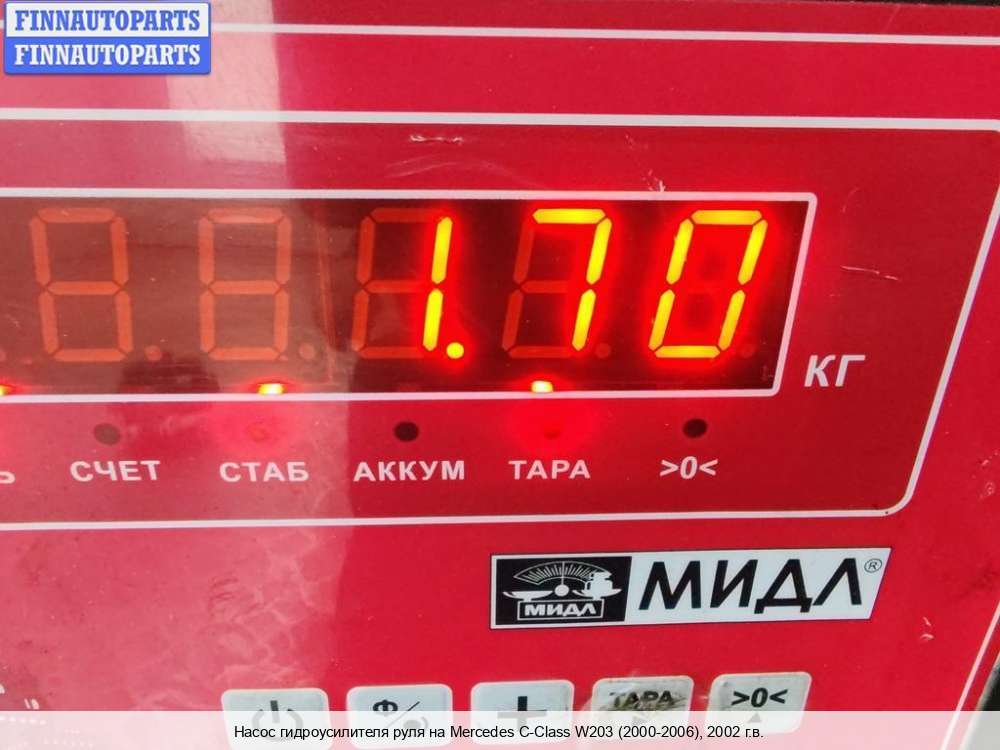 FINNAUTOPARTS
FINNAUTOPARTS
1.70
КГ
СЧЕТ СТАБ АККУМ ТАРА >0<
МИДЛ МИДЛ®
Ф ТАРА >0<
Насос гидроусилителя руля на Mercedes C-Class W203 (2000-2006), 2002 г.в.